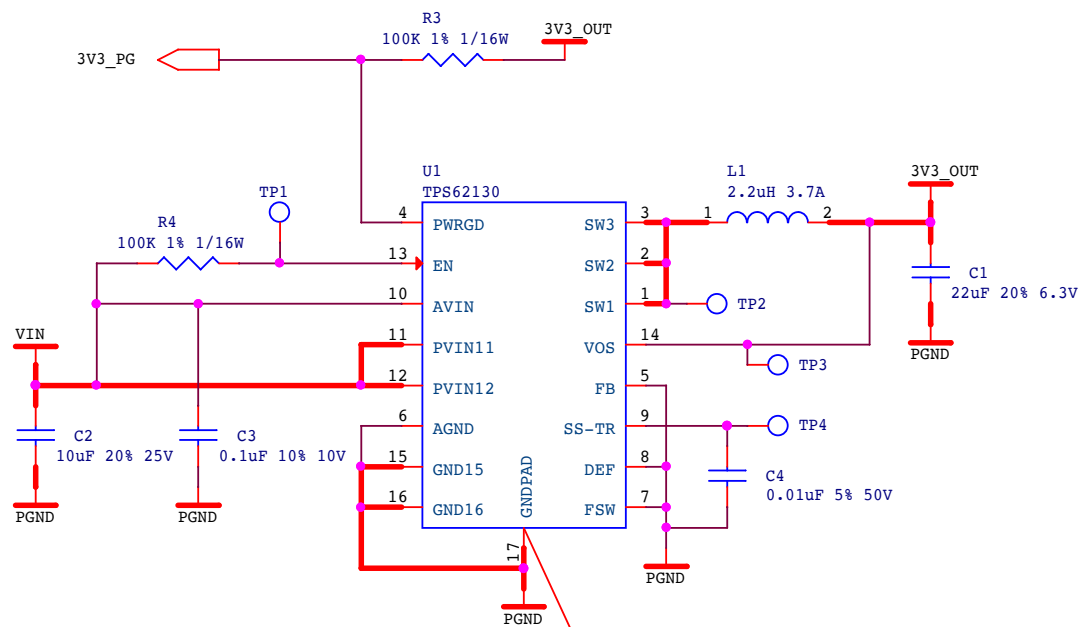 R3
100K 1% 1/16W
3V3_OUT
3V3_PG
U1
TPS62130
L1
2.2uH 3.7A
3V3_OUT
TP1
R4
100K 1% 1/16W
4 PWRGD
SW3 3
1 2
13 EN
SW2 2
C1
22uF 20% 6.3V
10 AVIN
SW1 1
TP2
VIN
11 PVIN11
VOS 14
PGND
TP3
12 PVIN12
FB 5
6 AGND
SS-TR 9
TP4
C2
10uF 20% 25V
C3
0.1uF 10% 10V
15 GND15
DEF 8
C4
0.01uF 5% 50V
16 GND16
GNDPAD
FSW 7
PGND
PGND
17
PGND
PGND